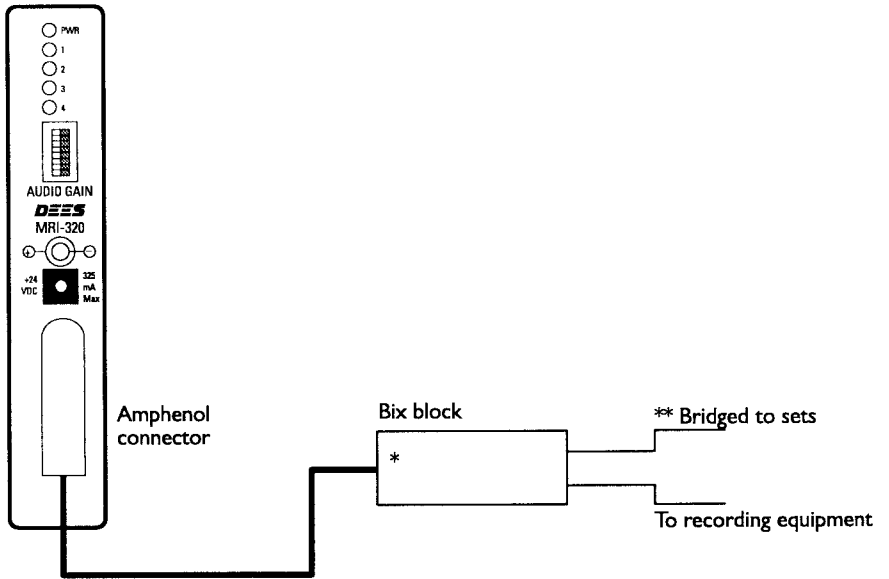 PWR
1
2
3
4
AUDIO GAIN
DEES
MRI-320
+ −
+24
VDC
325
mA
Max
Amphenol
connector
Bix block
*
** Bridged to sets
To recording equipment